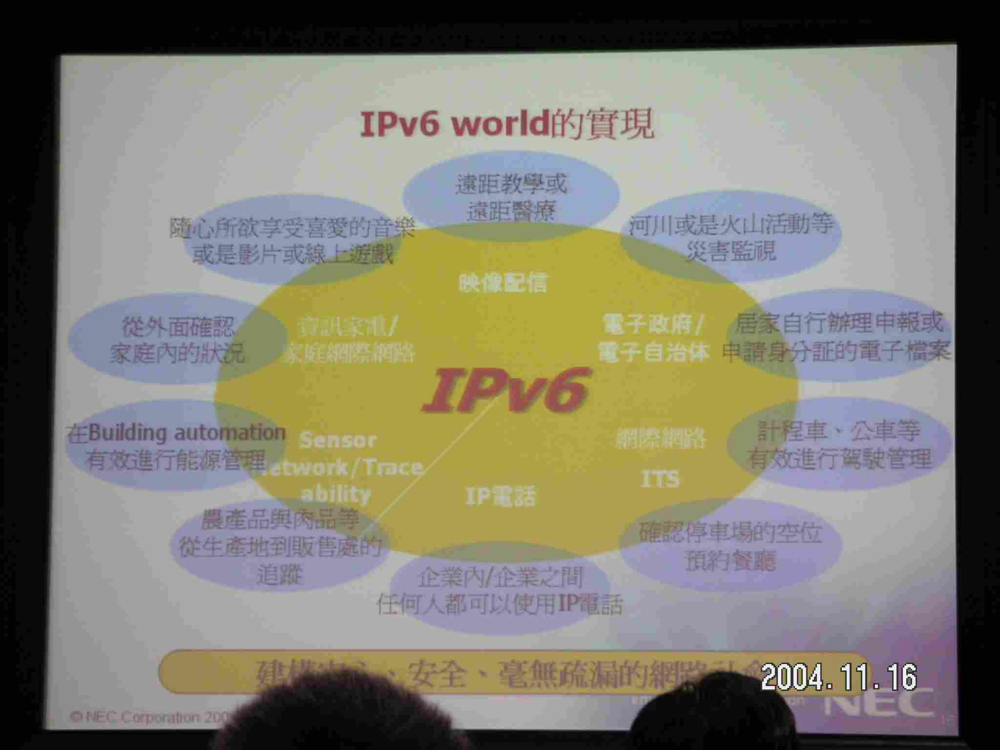 IPv6 world的實現
遠距教學或
遠距醫療
隨心所欲享受喜愛的音樂
或是影片或線上遊戲
河川或是火山活動等
災害監視
映像配信
從外面確認
家庭內的狀況
資訊家電/
家庭網際網路
電子政府/
電子自治体
居家自行辦理申報或
申請身分証的電子檔案
IPv6
在Building automation
有效進行能源管理
Sensor
Network/Trace
ability
網際網路
ITS
計程車、公車等
有效進行駕駛管理
IP電話
農產品與肉品等
從生產地到販售處的
追蹤
確認停車場的空位
預約餐廳
企業內/企業之間
任何人都可以使用IP電話
建構安心、安全、毫無疏漏的網路社會
2004.11.16
NEC
© NEC Corporation